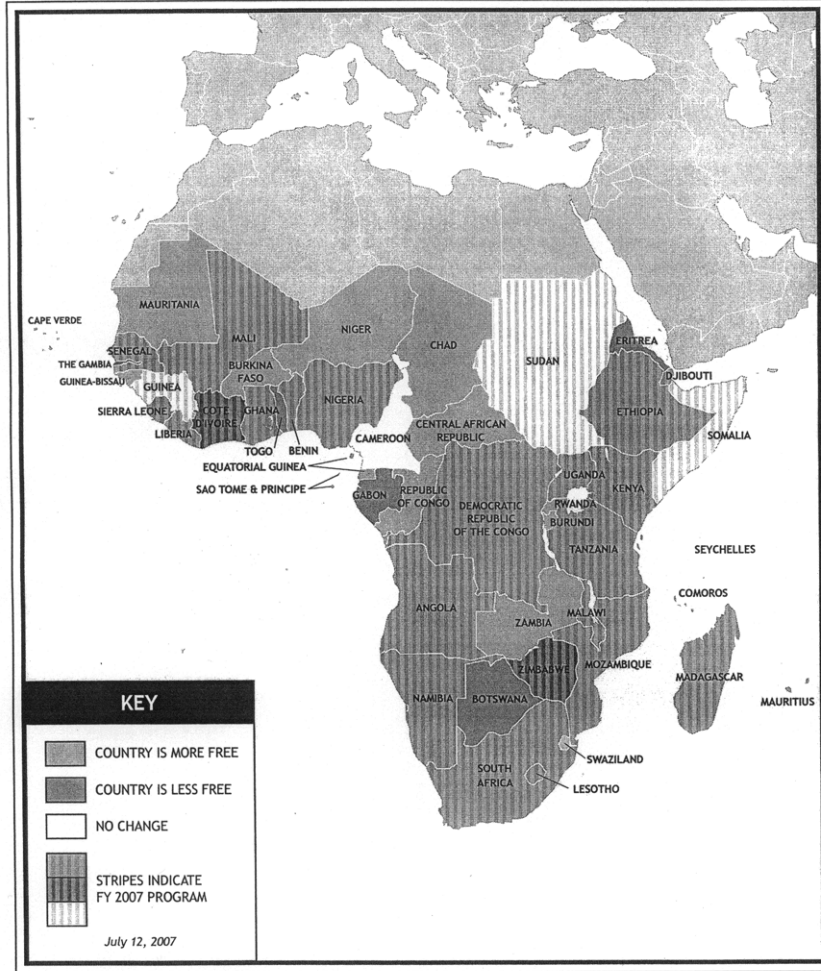 MAURITANIA
CAPE VERDE
MALI
NIGER
CHAD
SUDAN
ERITREA
SENEGAL
THE GAMBIA
BURKINA
FASO
DJIBOUTI
GUINEA-BISSAU
GUINEA
NIGERIA
ETHIOPIA
SIERRA LEONE
COTE
D'IVOIRE
GHANA
CENTRAL AFRICAN
REPUBLIC
SOMALIA
LIBERIA
CAMEROON
TOGO
BENIN
EQUATORIAL GUINEA
UGANDA
KENYA
SAO TOME & PRINCIPE
GABON
REPUBLIC
OF CONGO
DEMOCRATIC
REPUBLIC
OF THE CONGO
RWANDA
BURUNDI
TANZANIA
SEYCHELLES
COMOROS
ANGOLA
MALAWI
ZAMBIA
ZIMBABWE
MOZAMBIQUE
MADAGASCAR
MAURITIUS
NAMIBIA
BOTSWANA
SWAZILAND
SOUTH
AFRICA
LESOTHO
KEY
COUNTRY IS MORE FREE
COUNTRY IS LESS FREE
NO CHANGE
STRIPES INDICATE
FY 2007 PROGRAM
July 12, 2007